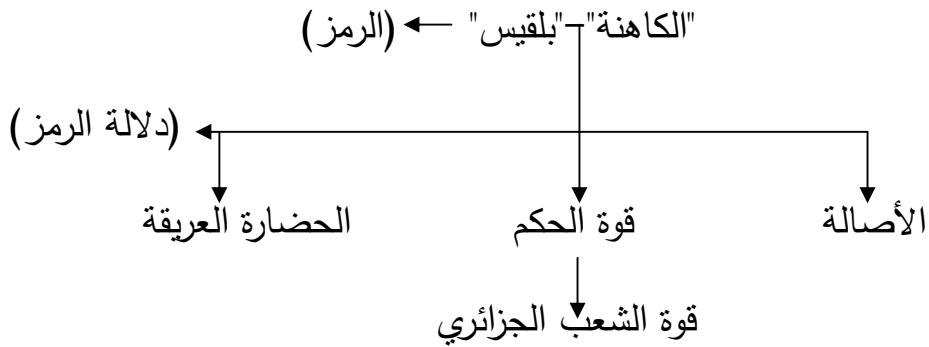 "الكاهنة"-"بلقيس" (الرمز)
(دلالة الرمز)
الأصالة قوة الحكم الحضارة العريقة
قوة الشعب الجزائري